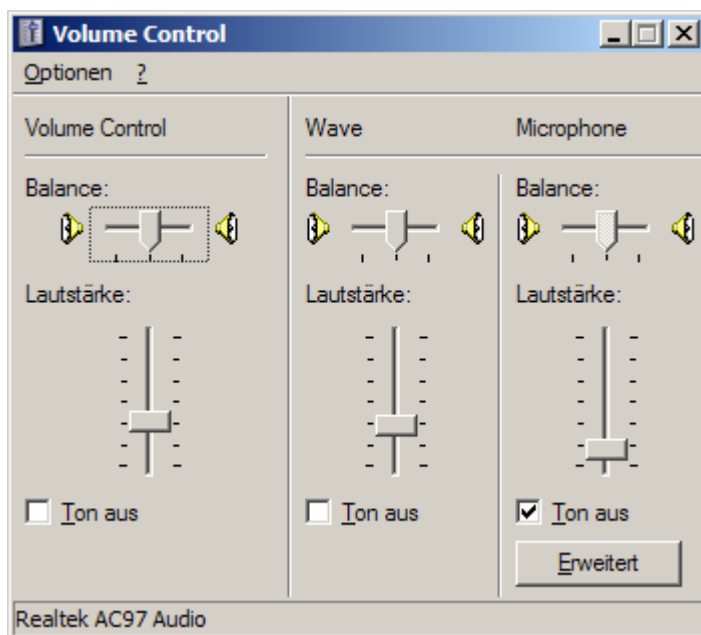 Volume Control
Optionen ?
Volume Control Wave Microphone
Balance: Balance: Balance:
Lautstärke: Lautstärke: Lautstärke:
Ton aus Ton aus Ton aus
Erweitert
Realtek AC97 Audio